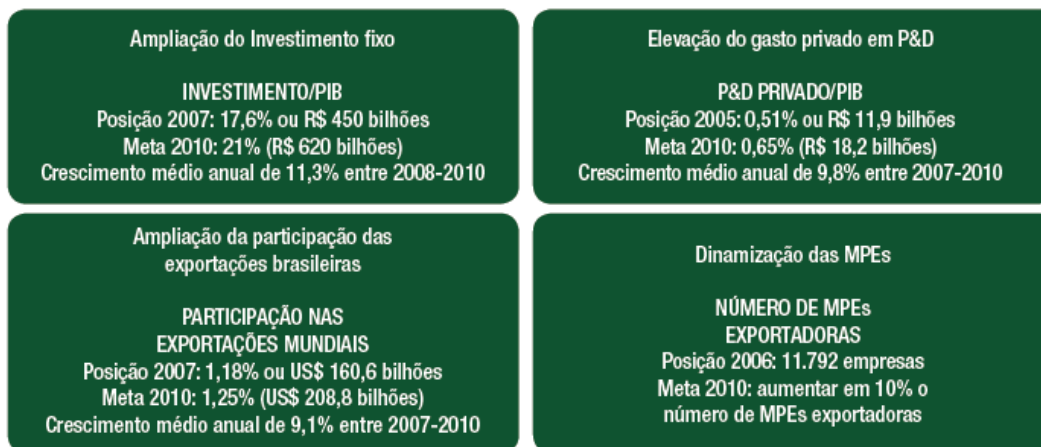 Ampliação do Investimento fixo
INVESTIMENTO/PIB
Posição 2007: 17,6% ou R$ 450 bilhões
Meta 2010: 21% (R$ 620 bilhões)
Crescimento médio anual de 11,3% entre 2008-2010
Elevação do gasto privado em P&D
P&D PRIVADO/PIB
Posição 2005: 0,51% ou R$ 11,9 bilhões
Meta 2010: 0,65% (R$ 18,2 bilhões)
Crescimento médio anual de 9,8% entre 2007-2010
Ampliação da participação das
exportações brasileiras
PARTICIPAÇÃO NAS
EXPORTAÇÕES MUNDIAIS
Posição 2007: 1,18% ou US$ 160,6 bilhões
Meta 2010: 1,25% (US$ 208,8 bilhões)
Crescimento médio anual de 9,1% entre 2007-2010
Dinamização das MPEs
NÚMERO DE MPEs
EXPORTADORAS
Posição 2006: 11.792 empresas
Meta 2010: aumentar em 10% o
número de MPEs exportadoras